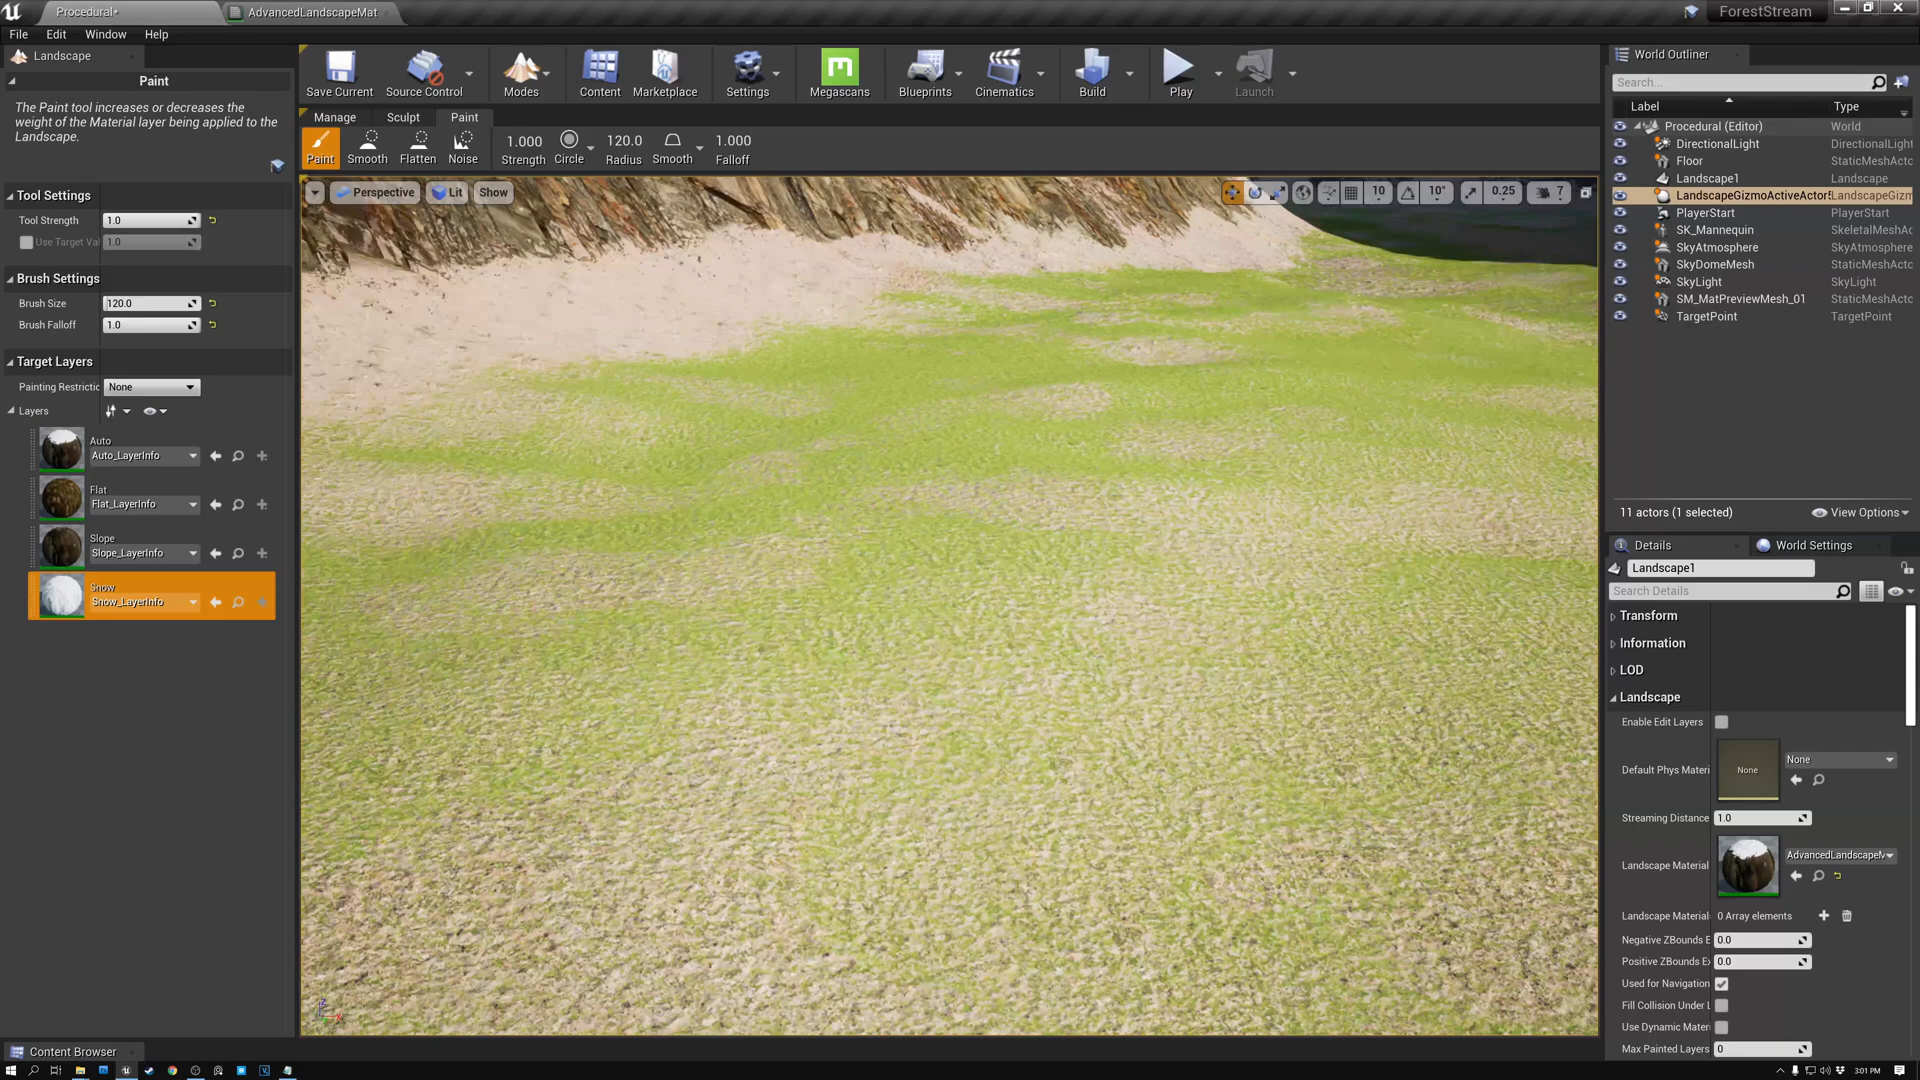 Procedural*
AdvancedLandscapeMat
ForestStream
File Edit Window Help
Landscape
Paint
The Paint tool increases or decreases the
weight of the Material layer being applied to the
Landscape.
Tool Settings
Tool Strength 1.0
Use Target Val 1.0
Brush Settings
Brush Size 120.0
Brush Falloff 1.0
Target Layers
Painting Restrictic None
Layers
Auto
Auto_LayerInfo
Flat
Flat_LayerInfo
Slope
Slope_LayerInfo
Snow
Snow_LayerInfo
Content Browser
Save Current Source Control Modes Content Marketplace Settings Megascans Blueprints Cinematics Build Play Launch
Manage Sculpt Paint
Paint Smooth Flatten Noise
1.000 120.0 1.000
Strength Circle Radius Smooth Falloff
Perspective Lit Show
10 10° 0.25 7
World Outliner
Search...
Label Type
Procedural (Editor) World
DirectionalLight DirectionalLight
Floor StaticMeshActo
Landscape1 Landscape
LandscapeGizmoActiveActor LandscapeGizm
PlayerStart PlayerStart
SK_Mannequin SkeletalMeshAc
SkyAtmosphere SkyAtmosphere
SkyDomeMesh StaticMeshActo
SkyLight SkyLight
SM_MatPreviewMesh_01 StaticMeshActo
TargetPoint TargetPoint
11 actors (1 selected)
View Options
Details
World Settings
Landscape1
Search Details
Transform
Information
LOD
Landscape
Enable Edit Layers
Default Phys Materi None None
Streaming Distance 1.0
Landscape Material AdvancedLandscapeM
Landscape Material 0 Array elements
Negative ZBounds E 0.0
Positive ZBounds Ex 0.0
Used for Navigation
Fill Collision Under L
Use Dynamic Mater
Max Painted Layers 0
3:01 PM